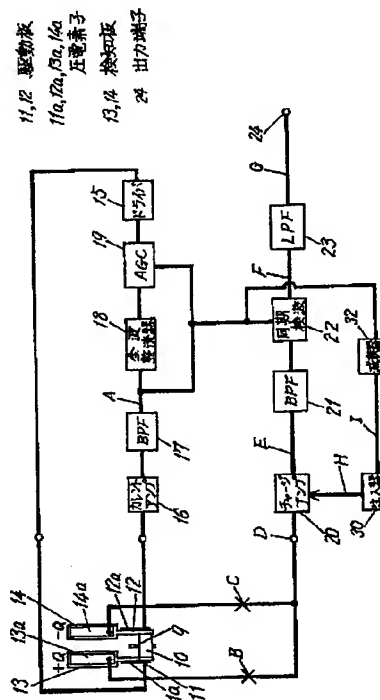 11,12 駆動板
11a,12a,13a,14a
圧電素子
13,14 検知板
24 出力端子
15
ドライバ
19
AGC
18
全波
整流器
A
17
BPF
16
カレント
アンプ
24
G
23
LPF
F
22
同期
検波
32
減衰器
21
BPF
E
I
H
20
チャージ
アンプ
30
注入器
D
C
B
14
-Q
14a
12a
12
9
10
11
11a
13a
+Q
13